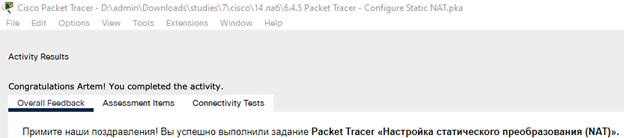 Cisco Packet Tracer - D:\admin\Downloads\studies\7\cisco\14 лаб\6.4.5 Packet Tracer - Configure Static NAT.pka
File Edit Options View Tools Extensions Window Help
Activity Results
Congratulations Artem! You completed the activity.
Overall Feedback Assessment Items Connectivity Tests
Примите наши поздравления! Вы успешно выполнили задание Packet Tracer «Настройка статического преобразования (NAT)».